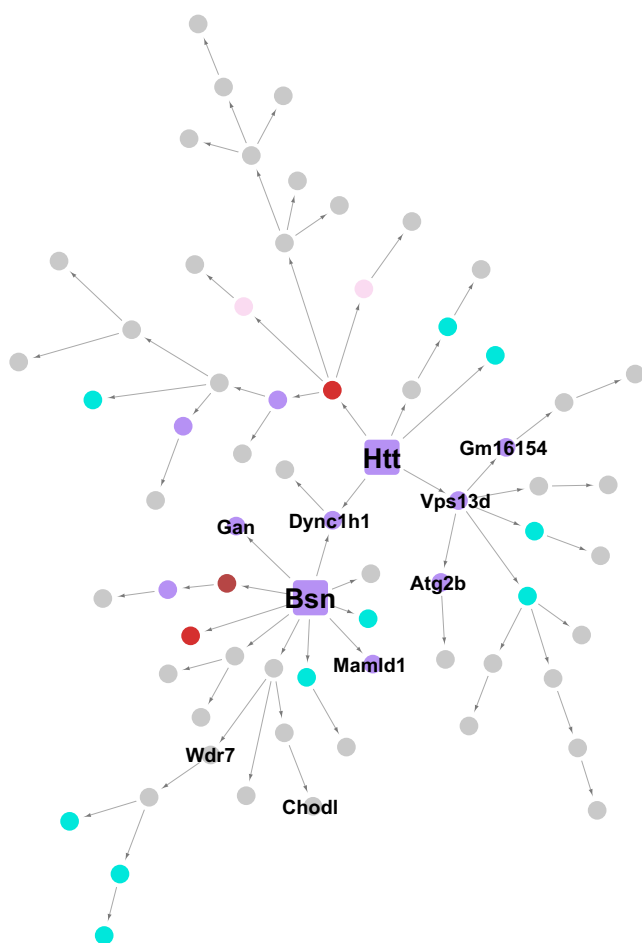 Gm16154
Htt
Vps13d
Dync1h1
Gan
Atg2b
Bsn
Mamld1
Wdr7
Chodl